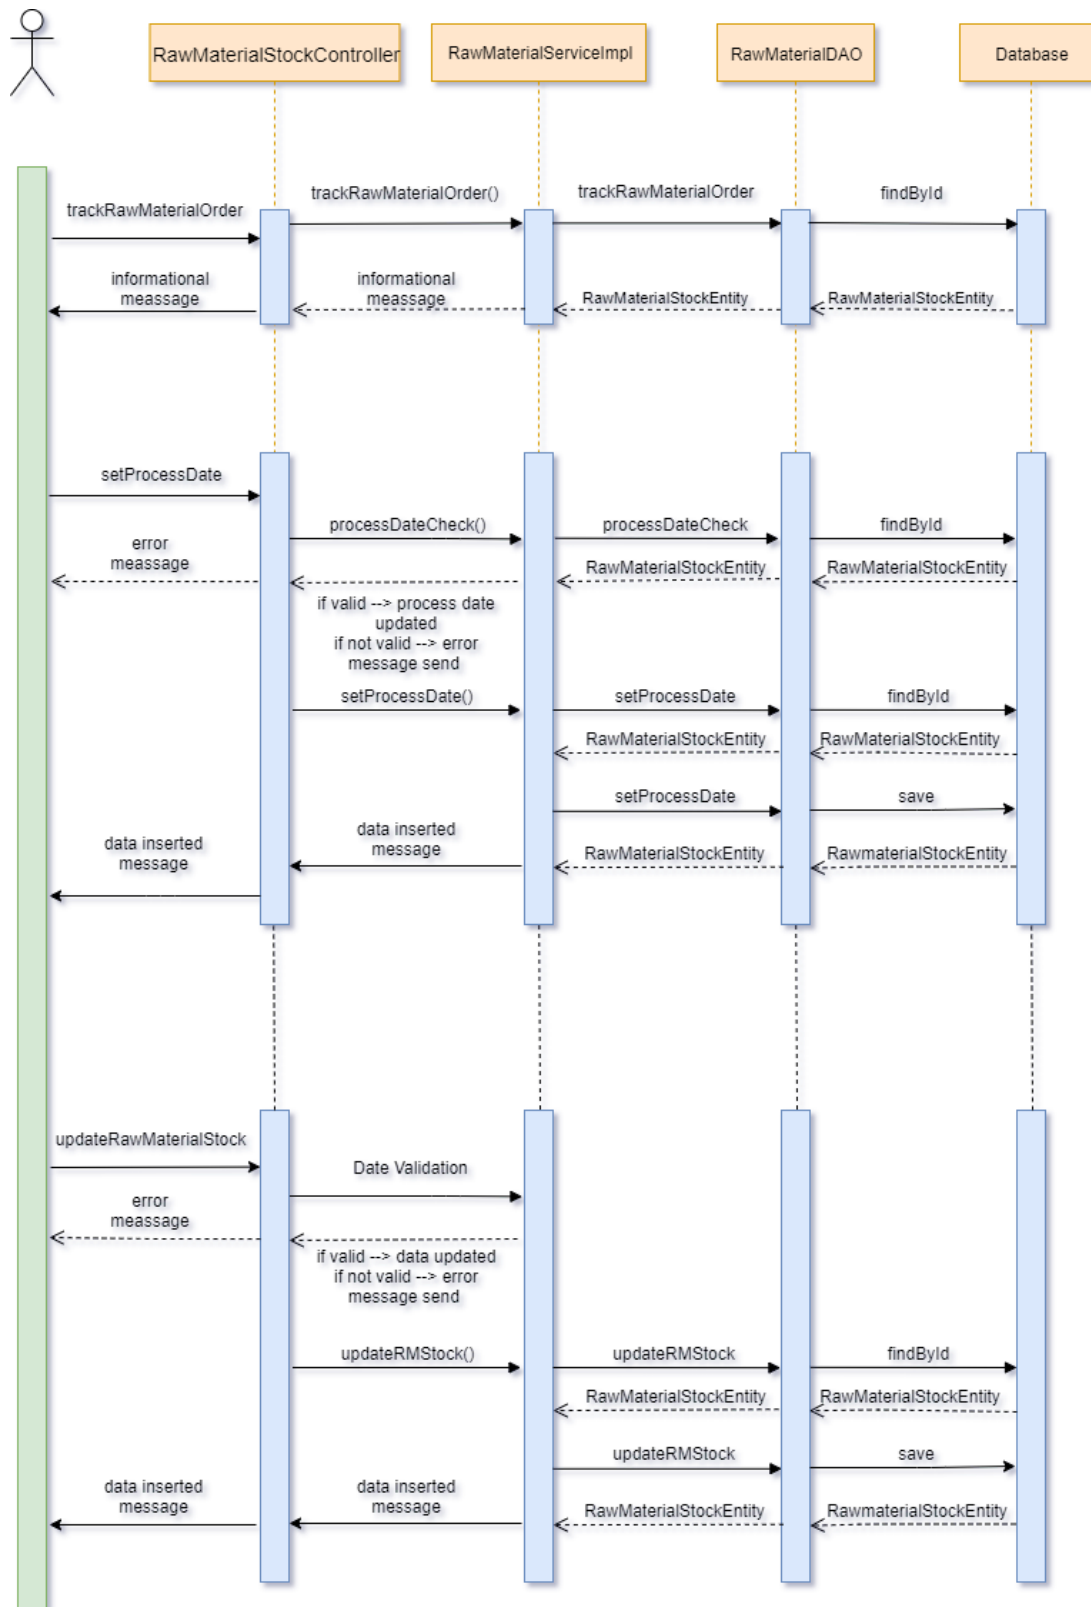 RawMaterialStockController
RawMaterialServiceImpl
RawMaterialDAO
Database
trackRawMaterialOrder
trackRawMaterialOrder()
trackRawMaterialOrder
findById
informational
meassage
informational
meassage
RawMaterialStockEntity
RawMaterialStockEntity
setProcessDate
processDateCheck()
processDateCheck
findById
error
meassage
RawMaterialStockEntity
RawMaterialStockEntity
if valid --> process date
updated
if not valid --> error
message send
setProcessDate()
setProcessDate
findById
RawMaterialStockEntity
RawMaterialStockEntity
setProcessDate
save
data inserted
message
data inserted
message
RawMaterialStockEntity
RawmaterialStockEntity
updateRawMaterialStock
Date Validation
error
meassage
if valid --> data updated
if not valid --> error
message send
updateRMStock()
updateRMStock
findById
RawMaterialStockEntity
RawMaterialStockEntity
updateRMStock
save
data inserted
message
data inserted
message
RawMaterialStockEntity
RawmaterialStockEntity